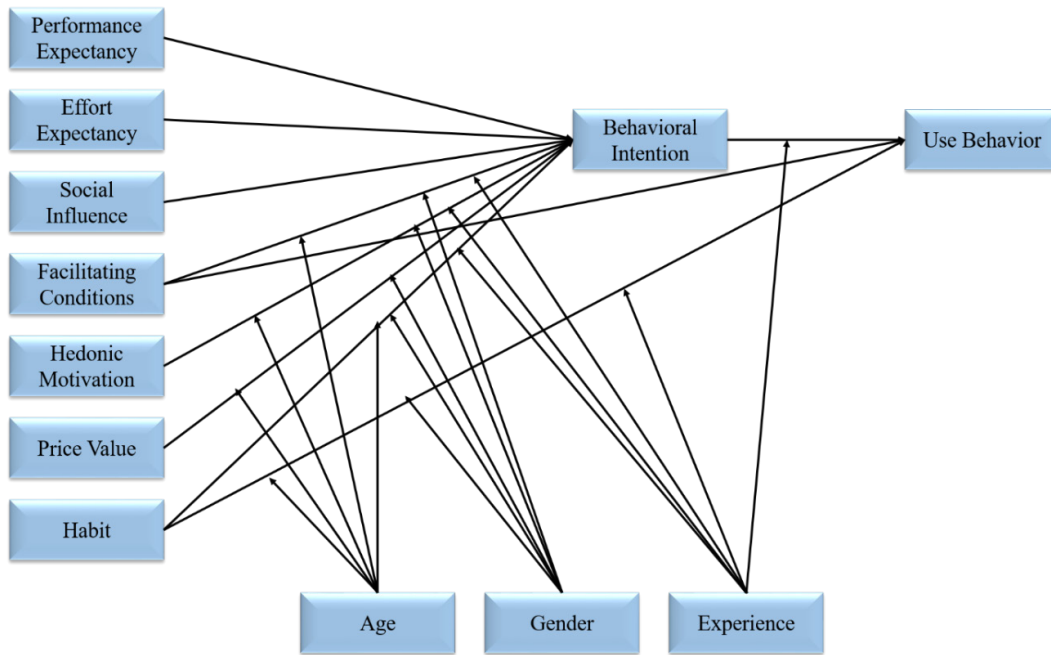 Performance
Expectancy
Effort
Expectancy
Social
Influence
Facilitating
Conditions
Hedonic
Motivation
Price Value
Habit
Behavioral
Intention
Use Behavior
Age
Gender
Experience